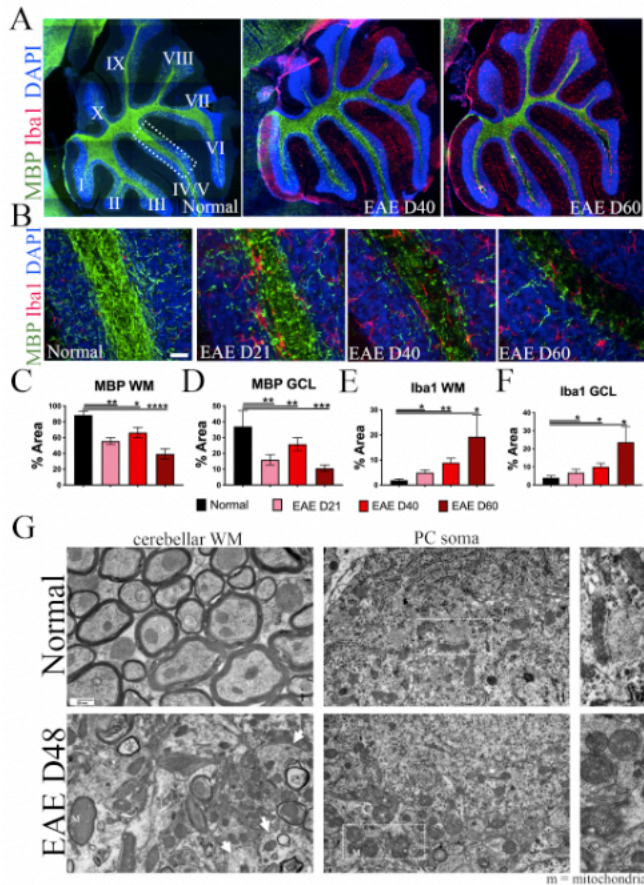 A
MBP Iba1 DAPI
IX
VIII
VII
X
VI
I
IV/V
II
III
Normal
EAE D40
EAE D60
B
MBP Iba1 DAPI
Normal
EAE D21
EAE D40
EAE D60
C
MBP WM
% Area
100
80
60
40
20
0
**
*
****
D
MBP GCL
% Area
50
40
30
20
10
0
**
**
***
E
Iba1 WM
% Area
30
20
10
0
*
**
*
F
Iba1 GCL
% Area
40
30
20
10
0
*
*
*
Normal
EAE D21
EAE D40
EAE D60
G
cerebellar WM
PC soma
Normal
EAE D48
M
M
m = mitochondria